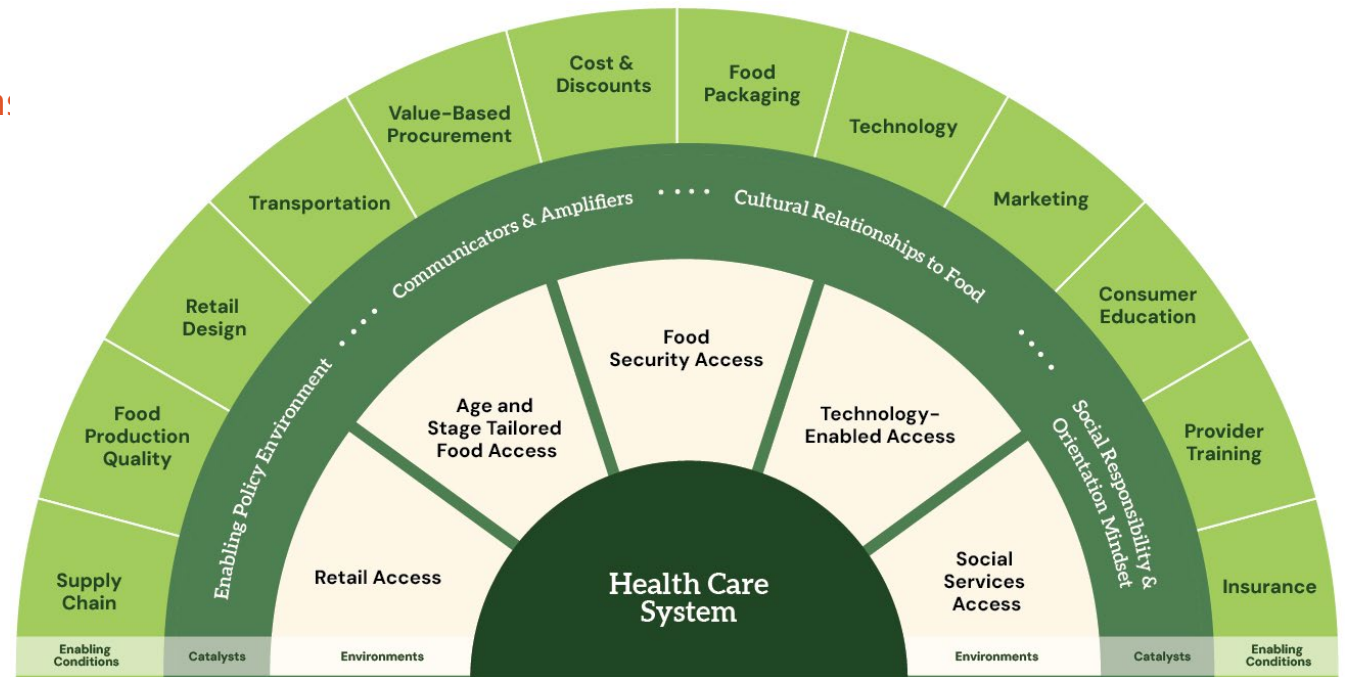 Cost &
Discounts
Food
Packaging
Value-Based
Procurement
Technology
Transportation
Marketing
Retail
Design
Consumer
Education
Food
Production
Quality
Provider
Training
Supply
Chain
Insurance
Enabling Policy Environment
Communicators & Amplifiers
Cultural Relationships to Food
Social Responsibility &
Orientation Mindset
Retail Access
Age and
Stage Tailored
Food Access
Food
Security Access
Technology-
Enabled Access
Social
Services
Access
Health Care
System
Enabling
Conditions
Catalysts
Environments
Environments
Catalysts
Enabling
Conditions